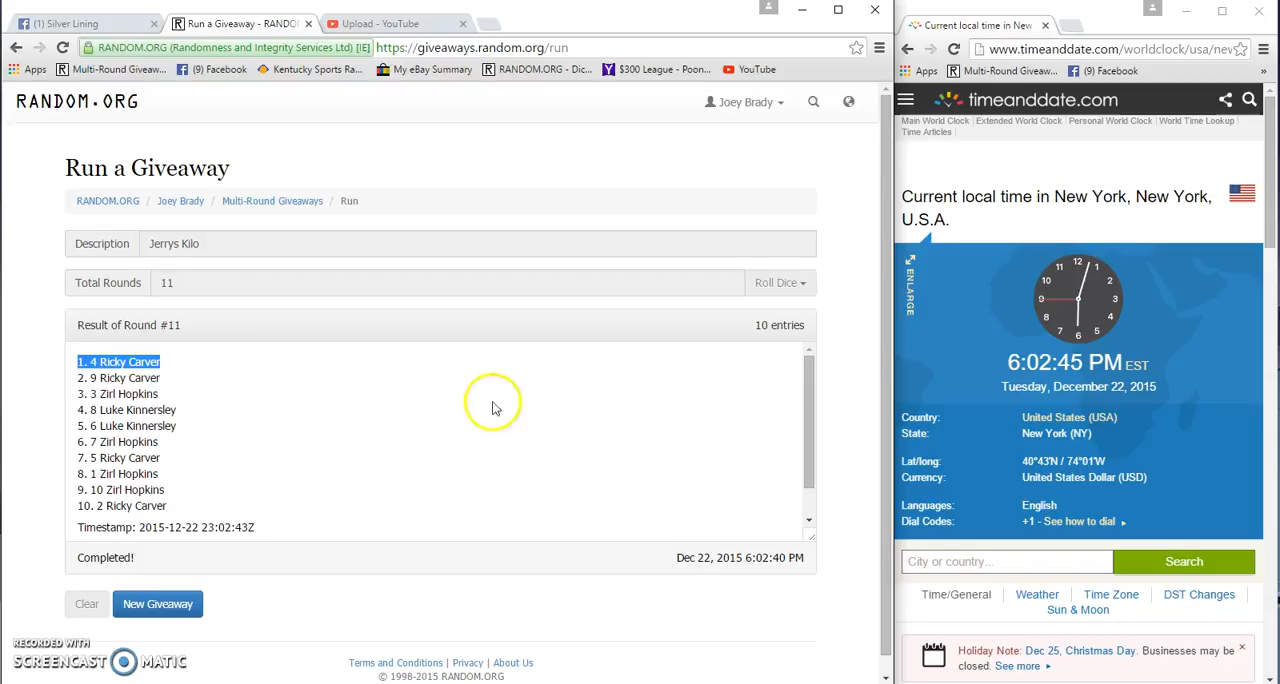 (1) Silver Lining
Run a Giveaway - RANDO
Upload - YouTube
RANDOM.ORG (Randomness and Integrity Services Ltd) [IE]
https://giveaways.random.org/run
Apps
Multi-Round Giveaw...
(9) Facebook
Kentucky Sports Ra...
My eBay Summary
RANDOM.ORG - Dic...
$300 League - Poon...
YouTube
RANDOM.ORG
Joey Brady
Run a Giveaway
RANDOM.ORG / Joey Brady / Multi-Round Giveaways / Run
Description Jerrys Kilo
Total Rounds 11 Roll Dice
Result of Round #11 10 entries
1. 4 Ricky Carver
2. 9 Ricky Carver
3. 3 Zirl Hopkins
4. 8 Luke Kinnersley
5. 6 Luke Kinnersley
6. 7 Zirl Hopkins
7. 5 Ricky Carver
8. 1 Zirl Hopkins
9. 10 Zirl Hopkins
10. 2 Ricky Carver
Timestamp: 2015-12-22 23:02:43Z
Completed! Dec 22, 2015 6:02:40 PM
Clear New Giveaway
RECORDED WITH
SCREENCAST MATIC
Terms and Conditions | Privacy | About Us
© 1998-2015 RANDOM.ORG
Current local time in New
www.timeanddate.com/worldclock/usa/new
Apps
Multi-Round Giveaw...
(9) Facebook
»
timeanddate.com
Main World Clock Extended World Clock Personal World Clock World Time Lookup
Time Articles
Current local time in New York, New York,
U.S.A.
ENLARGE
12 1 2 3 4 5 6 7 8 9 10 11
6:02:45 PM EST
Tuesday, December 22, 2015
Country: United States (USA)
State: New York (NY)
Lat/long: 40°43'N / 74°01'W
Currency: United States Dollar (USD)
Languages: English
Dial Codes: +1 - See how to dial
City or country... Search
Time/General Weather Time Zone DST Changes
Sun & Moon
Holiday Note: Dec 25, Christmas Day. Businesses may be
closed. See more